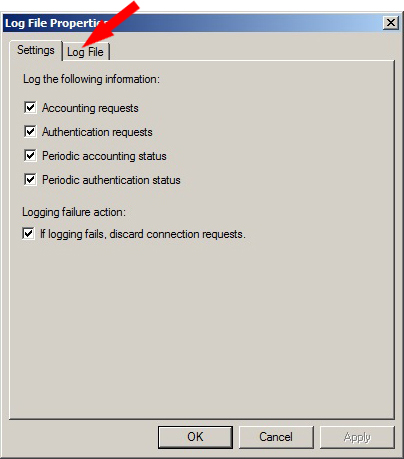 Log File Properties
Settings
Log File
Log the following information:
Accounting requests
Authentication requests
Periodic accounting status
Periodic authentication status
Logging failure action:
If logging fails, discard connection requests.
OK
Cancel
Apply